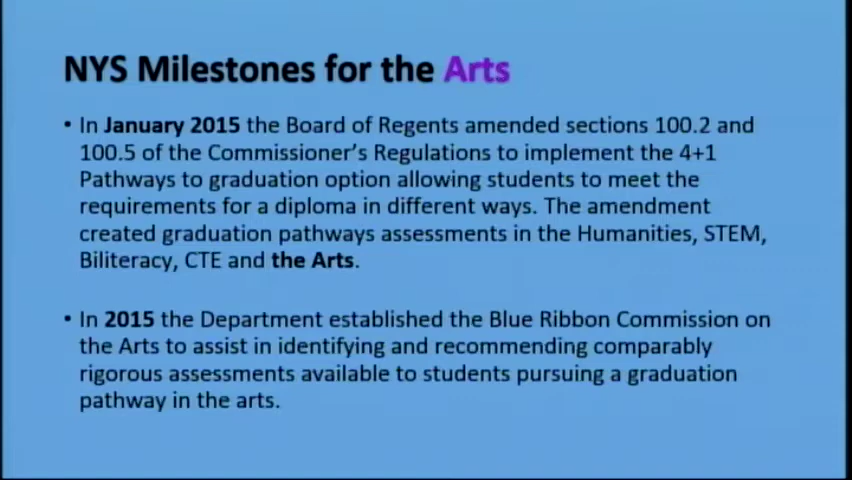 NYS Milestones for the Arts
• In January 2015 the Board of Regents amended sections 100.2 and
100.5 of the Commissioner's Regulations to implement the 4+1
Pathways to graduation option allowing students to meet the
requirements for a diploma in different ways. The amendment
created graduation pathways assessments in the Humanities, STEM,
Biliteracy, CTE and the Arts.
• In 2015 the Department established the Blue Ribbon Commission on
the Arts to assist in identifying and recommending comparably
rigorous assessments available to students pursuing a graduation
pathway in the arts.